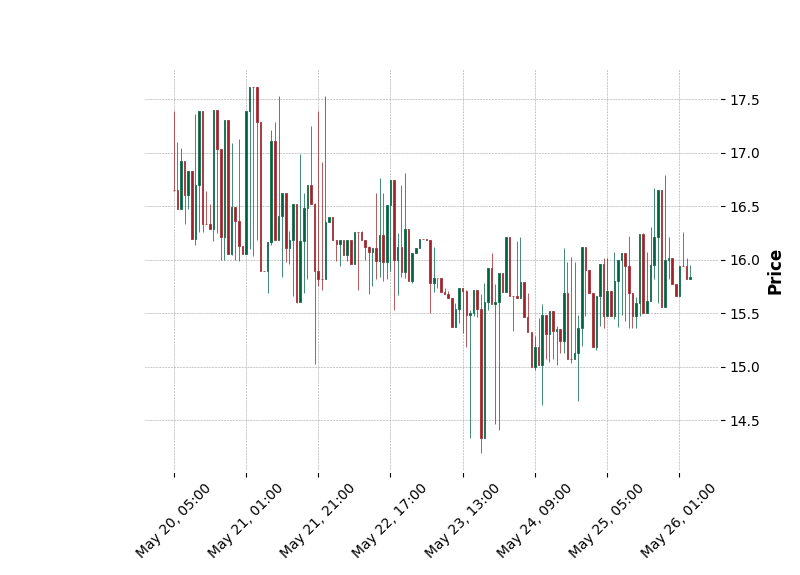 17.5
17.0
16.5
16.0
15.5
15.0
14.5
Price
May 20, 05:00
May 21, 01:00
May 21, 21:00
May 22, 17:00
May 23, 13:00
May 24, 09:00
May 25, 05:00
May 26, 01:00